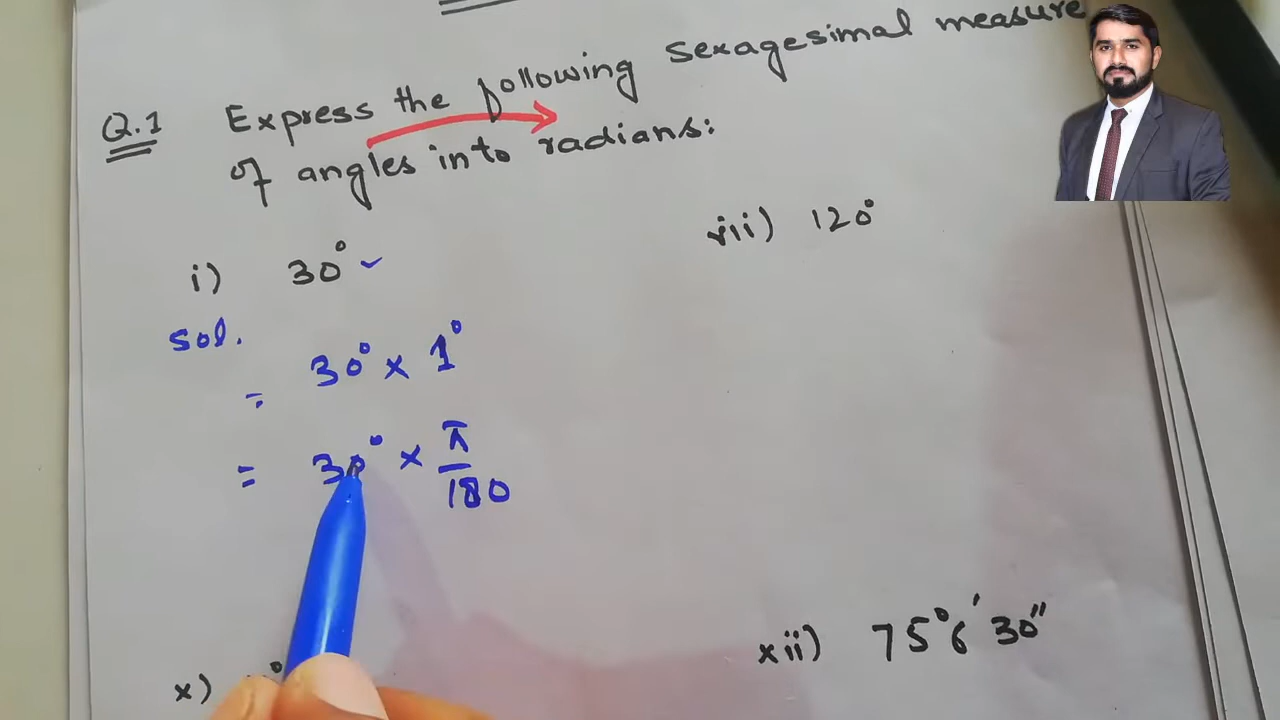 Q.1 Express the following sexagesimal measure
of angles into radians:
i) 30°
vii) 120°
sol.
= 30° × 1°
= 30° × π/180
x)
xii) 75° 6' 30"